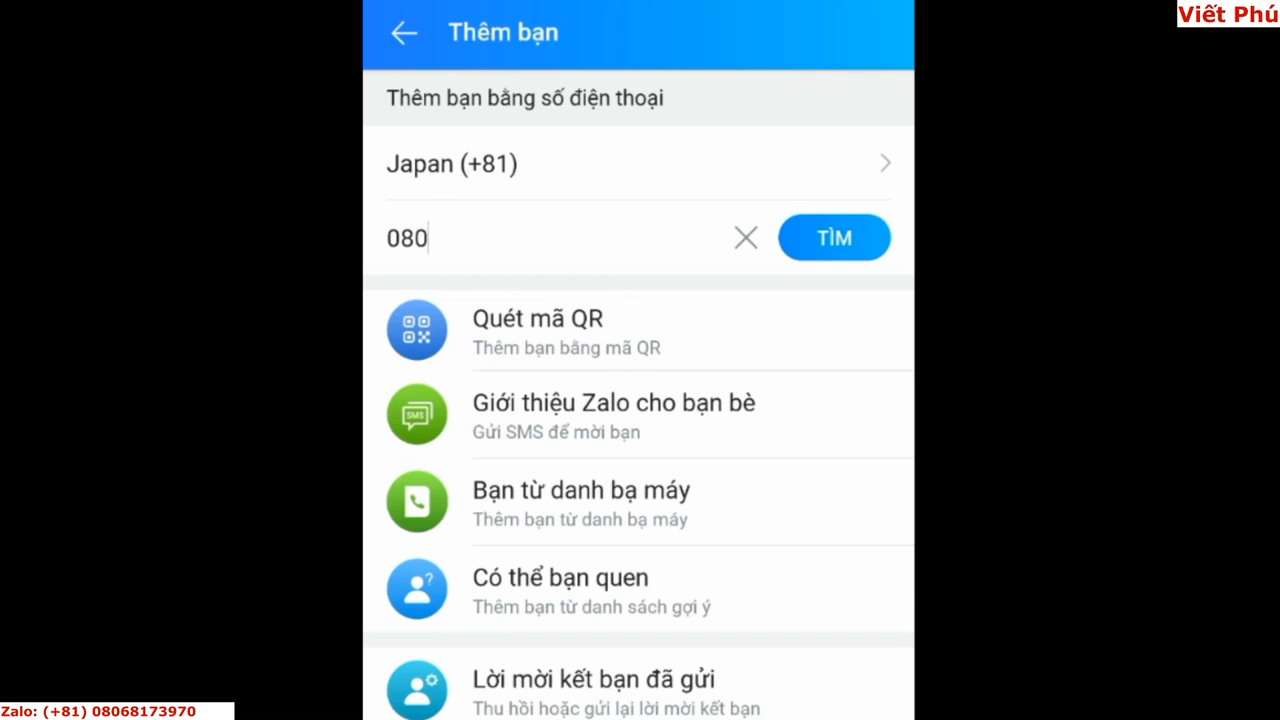 Viết Phú
Thêm bạn
Thêm bạn bằng số điện thoại
Japan (+81)
080
TÌM
Quét mã QR
Thêm bạn bằng mã QR
SMS
Giới thiệu Zalo cho bạn bè
Gửi SMS để mời bạn
Bạn từ danh bạ máy
Thêm bạn từ danh bạ máy
Có thể bạn quen
Thêm bạn từ danh sách gợi ý
Lời mời kết bạn đã gửi
Thu hồi hoặc gửi lại lời mời kết bạn
Zalo: (+81) 08068173970